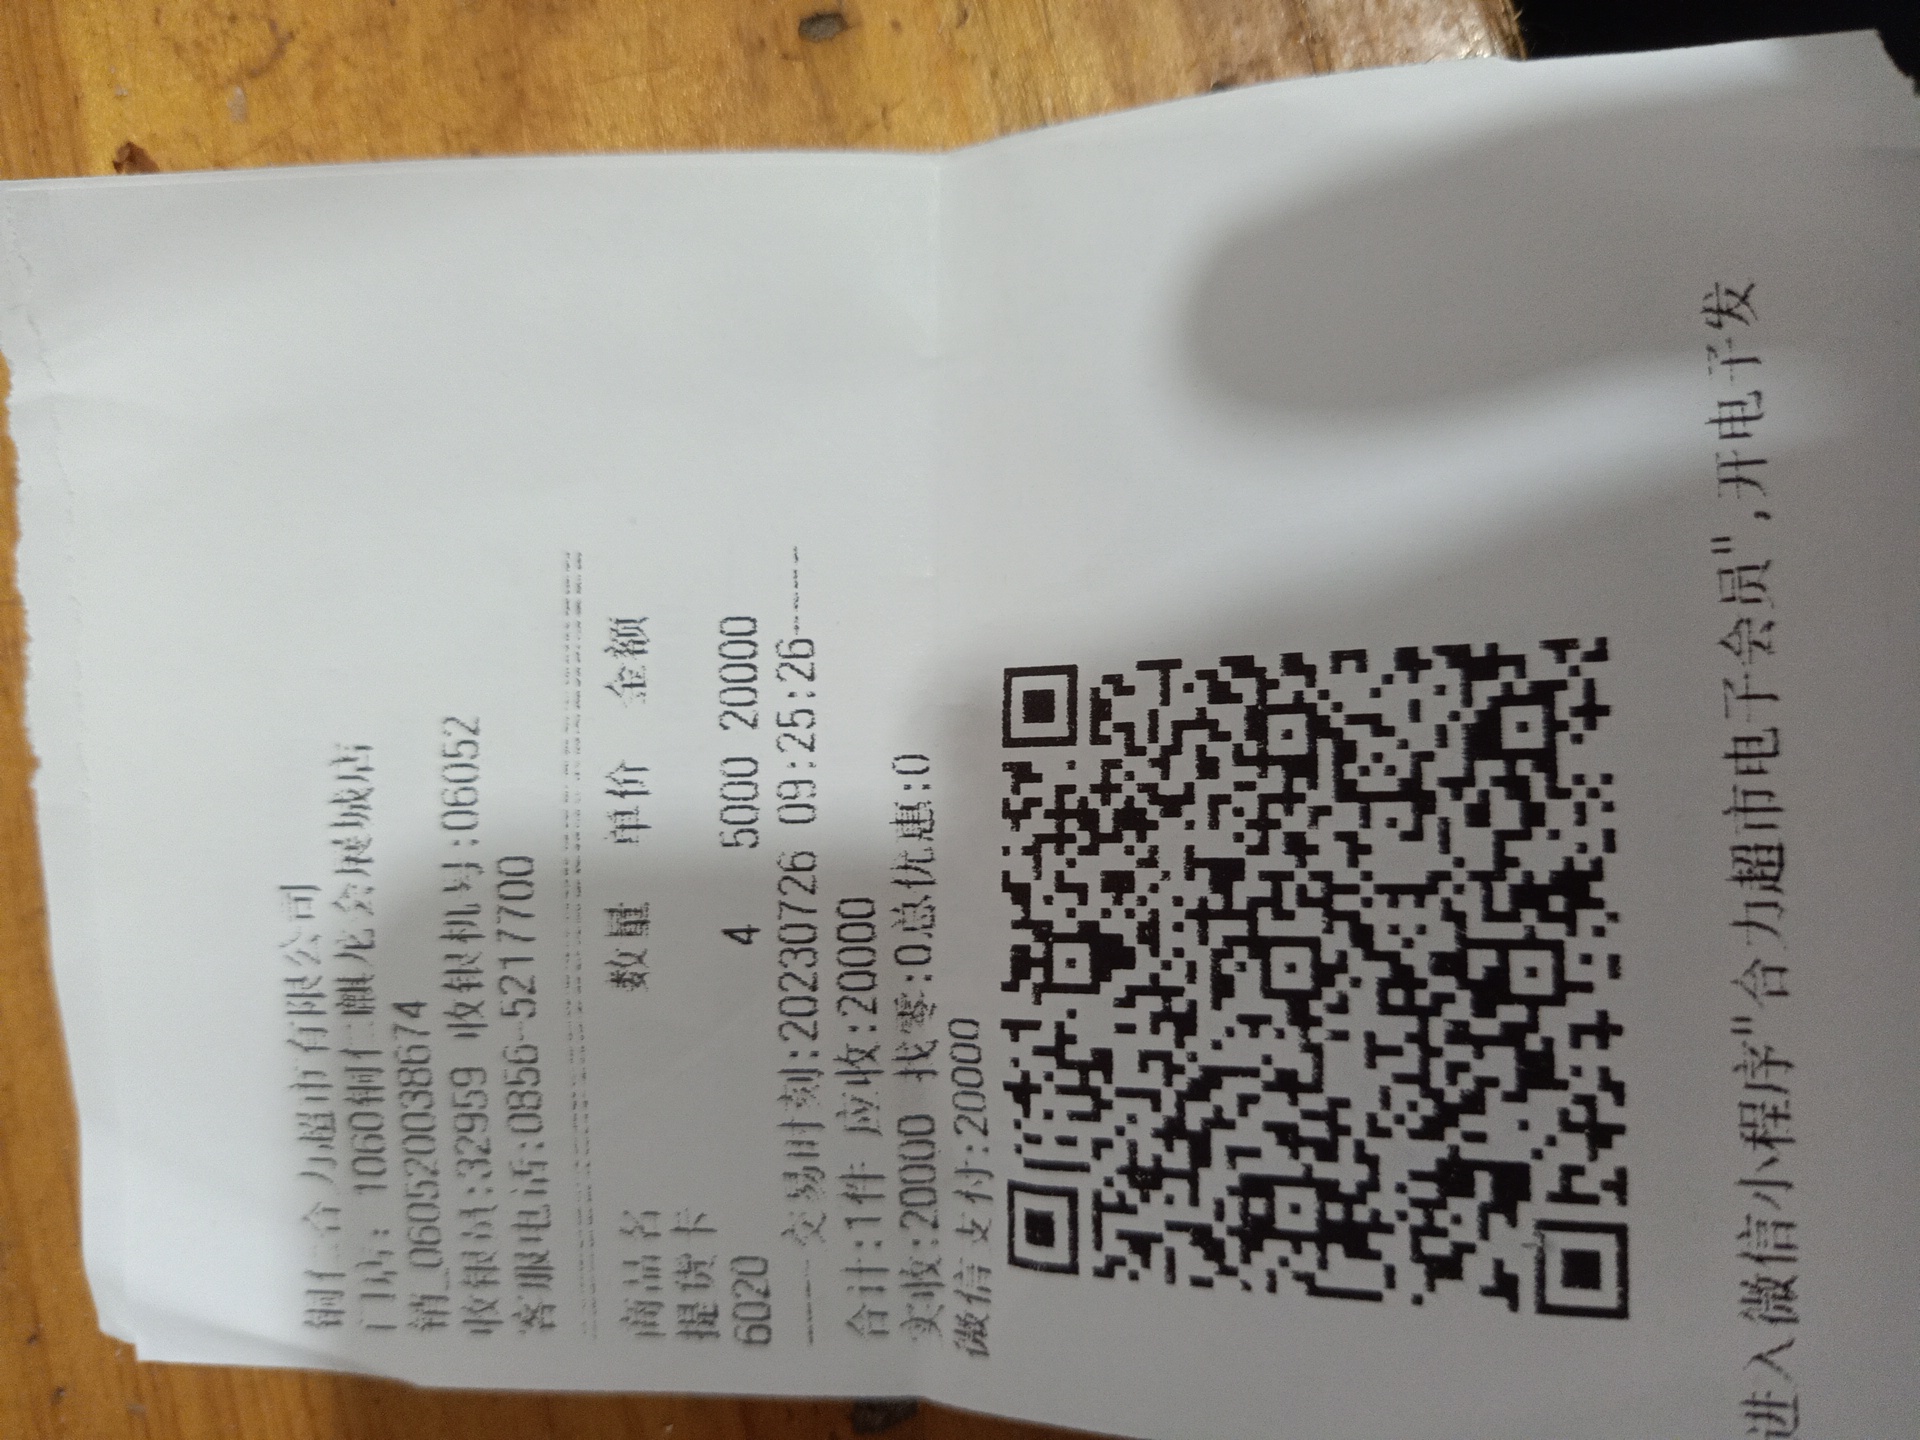 铜仁合力超市有限公司
门店: 1060铜仁麒龙会展城店
销_060520038674
收银员:32959 收银机号:06052
客服电话:0856-5217700
商品名 数量 单价 金额
提货卡
6020 4 5000 20000
------交易时刻:20230726 09:25:26------
合计:1件 应收:20000
实收:20000 找零:0总优惠:0
微信支付:20000
进入微信小程序"合力超市电子会员",开电子发